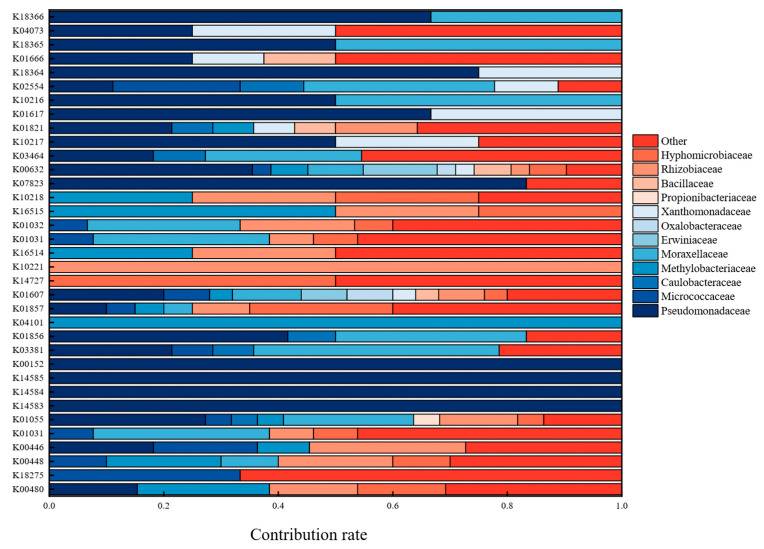 K18366
K04073
K18365
K01666
K18364
K02554
K10216
K01617
K01821
K10217
K03464
K00632
K07823
K10218
K16515
K01032
K01031
K16514
K10221
K14727
K01607
K01857
K04101
K01856
K03381
K00152
K14585
K14584
K14583
K01055
K01031
K00446
K00448
K18275
K00480
0.0 0.2 0.4 0.6 0.8 1.0
Contribution rate
Other
Hyphomicrobiaceae
Rhizobiaceae
Bacillaceae
Propionibacteriaceae
Xanthomonadaceae
Oxalobacteraceae
Erwiniaceae
Moraxellaceae
Methylobacteriaceae
Caulobacteraceae
Micrococcaceae
Pseudomonadaceae